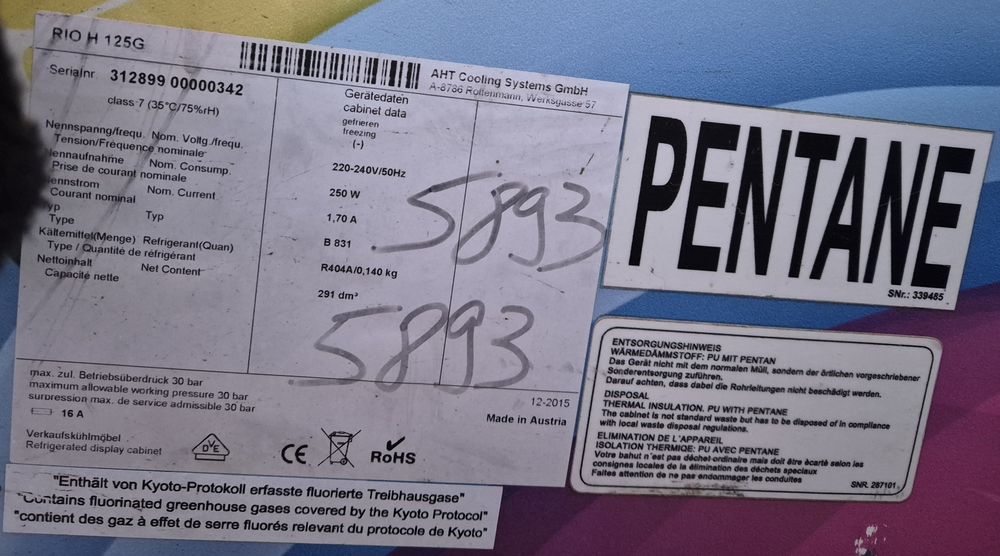 RIO H 125G
AHT Cooling Systems GmbH
A-8786 Rottenmann, Werksgasse 57
Serialnr. 312899 00000342
class 7 (35°C/75%rH)
Gerätedaten
cabinet data
gefrieren
freezing
(-)
Nennspanng/frequ. Nom. Voltg./frequ.
Tension/Fréquence nominale
220-240V/50Hz
ennaufnahme Nom. Consump.
Prise de courant nominale
250 W
ennstrom Nom. Current
Courant nominal
1,70 A
yp Typ
Type
B 831
Kältemittel(Menge) Refrigerant(Quan)
Type / Quantité de réfrigérant
R404A/0,140 kg
Nettoinhalt Net Content
Capacité nette
291 dm³
5893
5893
max. zul. Betriebsüberdruck 30 bar
maximum allowable working pressure 30 bar
surpression max. de service admissible 30 bar
16 A
12-2015
Made in Austria
Verkaufskühlmöbel
Refrigerated display cabinet
VDE
CE
RoHS
"Enthält von Kyoto-Protokoll erfasste fluorierte Treibhausgase"
"Contains fluorinated greenhouse gases covered by the Kyoto Protocol"
"contient des gaz à effet de serre fluorés relevant du protocole de Kyoto"
PENTANE
SNr.: 339485
ENTSORGUNGSHINWEIS
WÄRMEDÄMMSTOFF: PU MIT PENTAN
Das Gerät nicht mit dem normalen Müll, sondern der örtlichen vorgeschriebener
Sonderentsorgung zuführen.
Darauf achten, dass dabei die Rohrleitungen nicht beschädigt werden.
DISPOSAL
THERMAL INSULATION. PU WITH PENTANE
The cabinet is not standard waste but has to be disposed of in compliance
with local waste disposal regulations.
ELIMINATION DE L'APPAREIL
ISOLATION THERMIQE: PU AVEC PENTANE
Votre bahut n'est pas déchet ordinaire mais doit être écarté selon les
consignes locales de la élimination des déchets speciaux
Faites attention de ne pas endommager les conduites
SNR. 287101